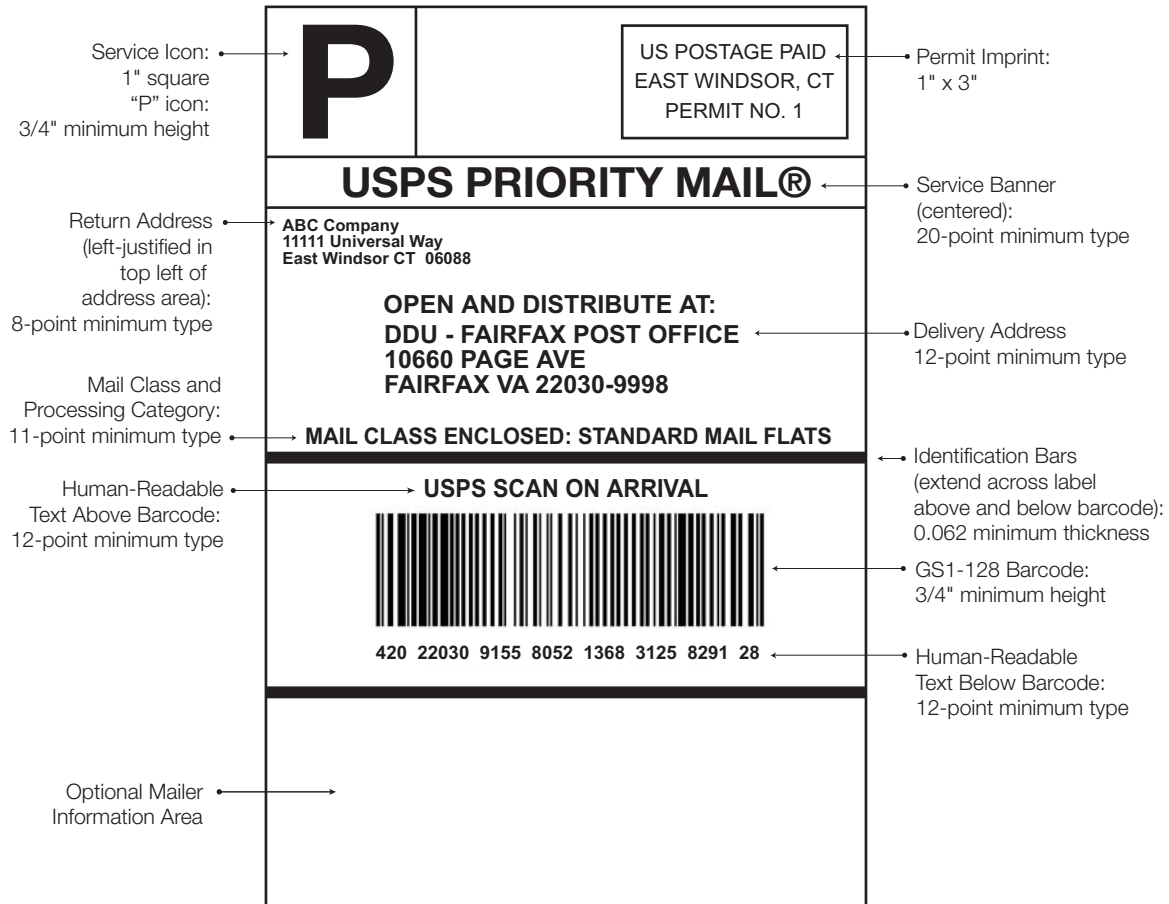 Service Icon:
1" square
“P” icon:
3/4" minimum height
P
US POSTAGE PAID
EAST WINDSOR, CT
PERMIT NO. 1
Permit Imprint:
1" x 3"
USPS PRIORITY MAIL®
Service Banner
(centered):
20-point minimum type
Return Address
(left-justified in
top left of
address area):
8-point minimum type
ABC Company
11111 Universal Way
East Windsor CT 06088
OPEN AND DISTRIBUTE AT:
DDU - FAIRFAX POST OFFICE
10660 PAGE AVE
FAIRFAX VA 22030-9998
Delivery Address
12-point minimum type
Mail Class and
Processing Category:
11-point minimum type
MAIL CLASS ENCLOSED: STANDARD MAIL FLATS
Identification Bars
(extend across label
above and below barcode):
0.062 minimum thickness
Human-Readable
Text Above Barcode:
12-point minimum type
USPS SCAN ON ARRIVAL
GS1-128 Barcode:
3/4" minimum height
420 22030 9155 8052 1368 3125 8291 28
Human-Readable
Text Below Barcode:
12-point minimum type
Optional Mailer
Information Area